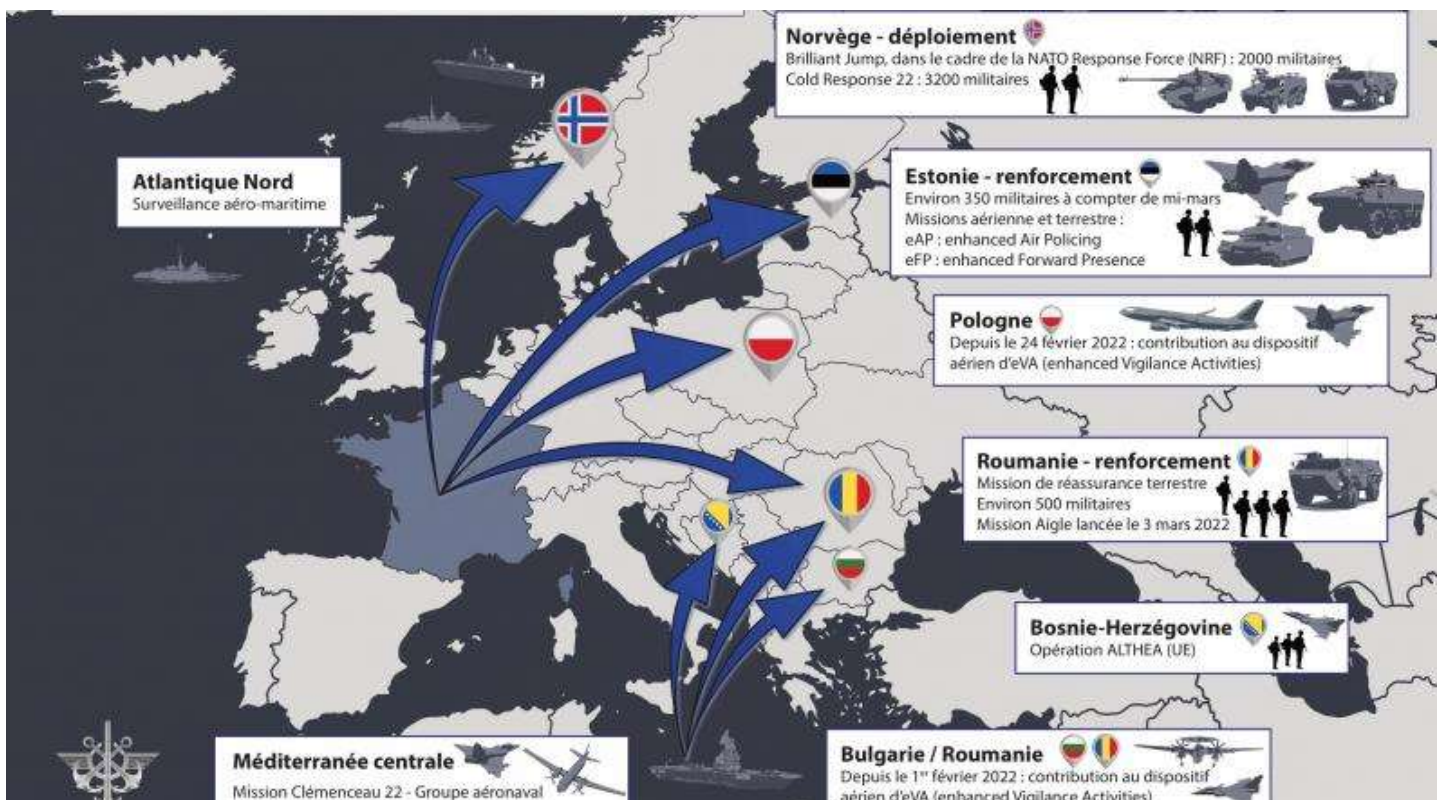 Norvège - déploiement
Brilliant Jump, dans le cadre de la NATO Response Force (NRF) : 2000 militaires
Cold Response 22 : 3200 militaires
Atlantique Nord
Surveillance aéro-maritime
Estonie - renforcement
Environ 350 militaires à compter de mi-mars
Missions aérienne et terrestre :
eAP : enhanced Air Policing
eFP : enhanced Forward Presence
Pologne
Depuis le 24 février 2022 : contribution au dispositif
aérien d'eVA (enhanced Vigilance Activities)
Roumanie - renforcement
Mission de réassurance terrestre
Environ 500 militaires
Mission Aigle lancée le 3 mars 2022
Bosnie-Herzégovine
Opération ALTHEA (UE)
Méditerranée centrale
Mission Clémenceau 22 - Groupe aéronaval
Bulgarie / Roumanie
Depuis le 1er février 2022 : contribution au dispositif
aérien d'eVA (enhanced Vigilance Activities)